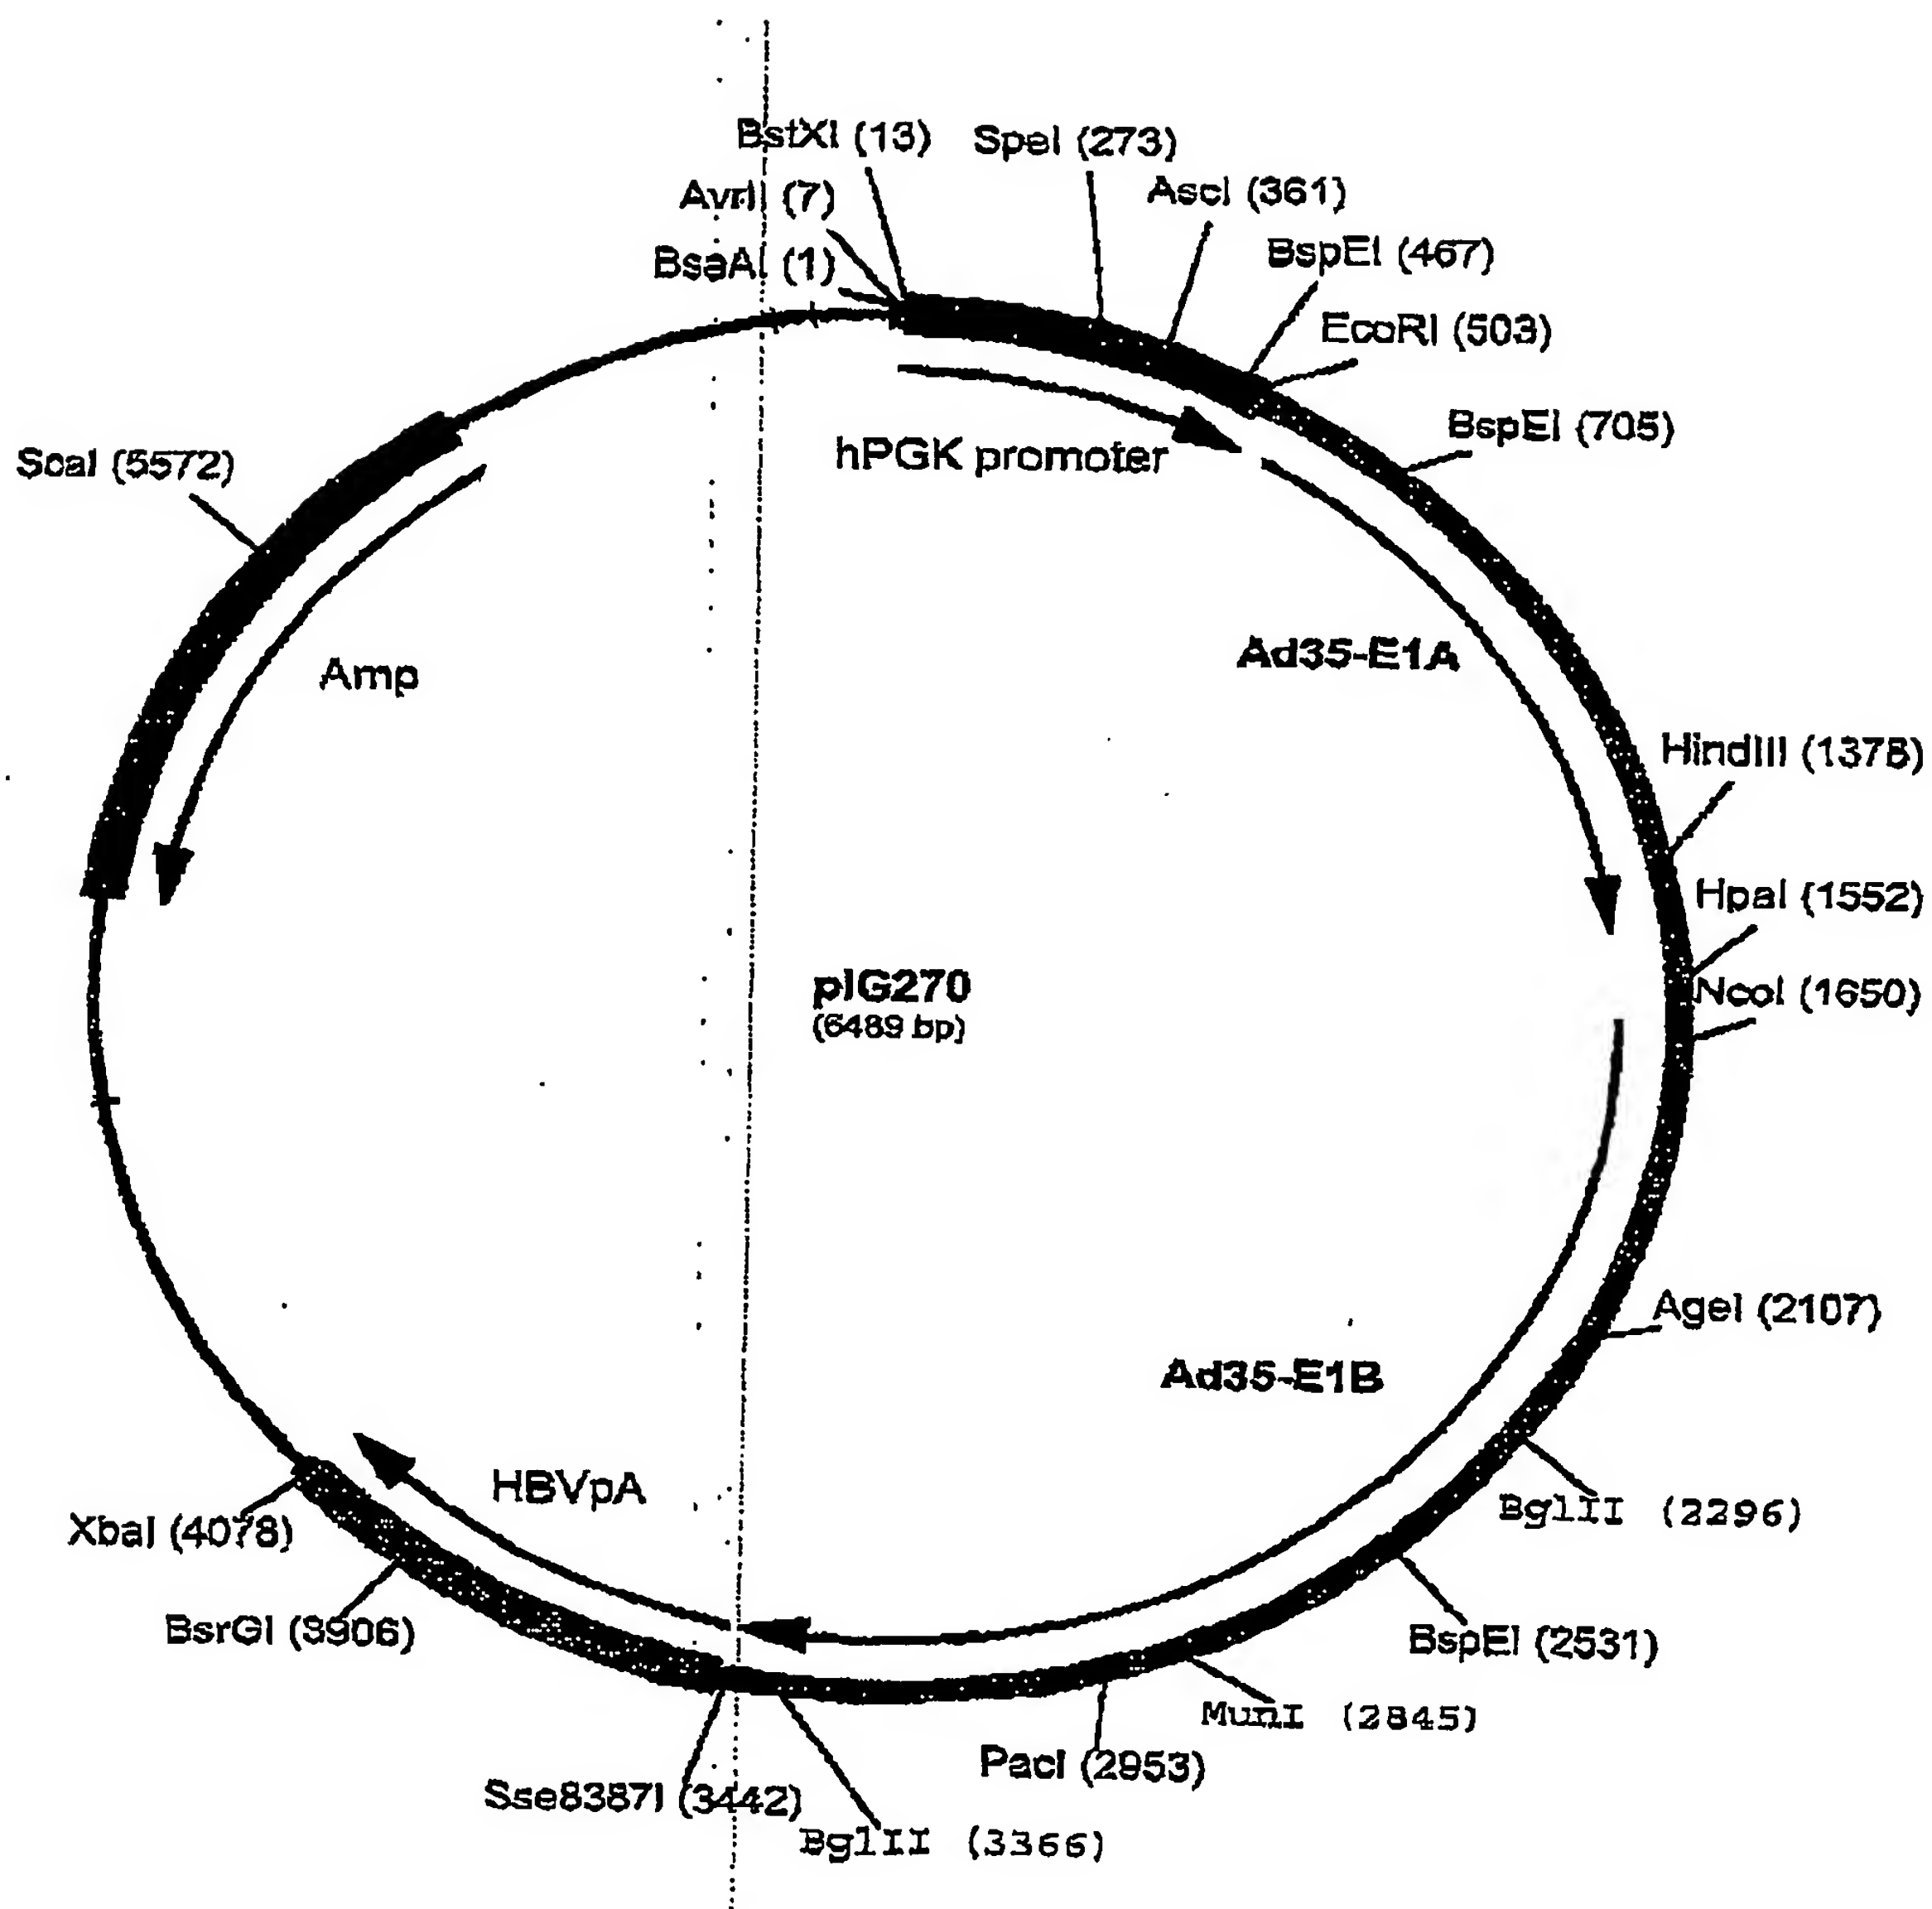 BstXI (13)
SpeI (273)
AvrII (7)
AscI (361)
BsaAI (1)
BspEI (467)
EcoRI (503)
BspEI (705)
ScaI (5572)
hPGK promoter
Amp
Ad35-E1A
HindIII (1378)
HpaI (1552)
NcoI (1650)
pIG270
(6489 bp)
AgeI (2107)
Ad35-E1B
HBVpA
BglII (2296)
XbaI (4078)
BsrGI (3906)
BspEI (2531)
MunI (2845)
PacI (2953)
Sse8387I (3442)
BglII (3366)